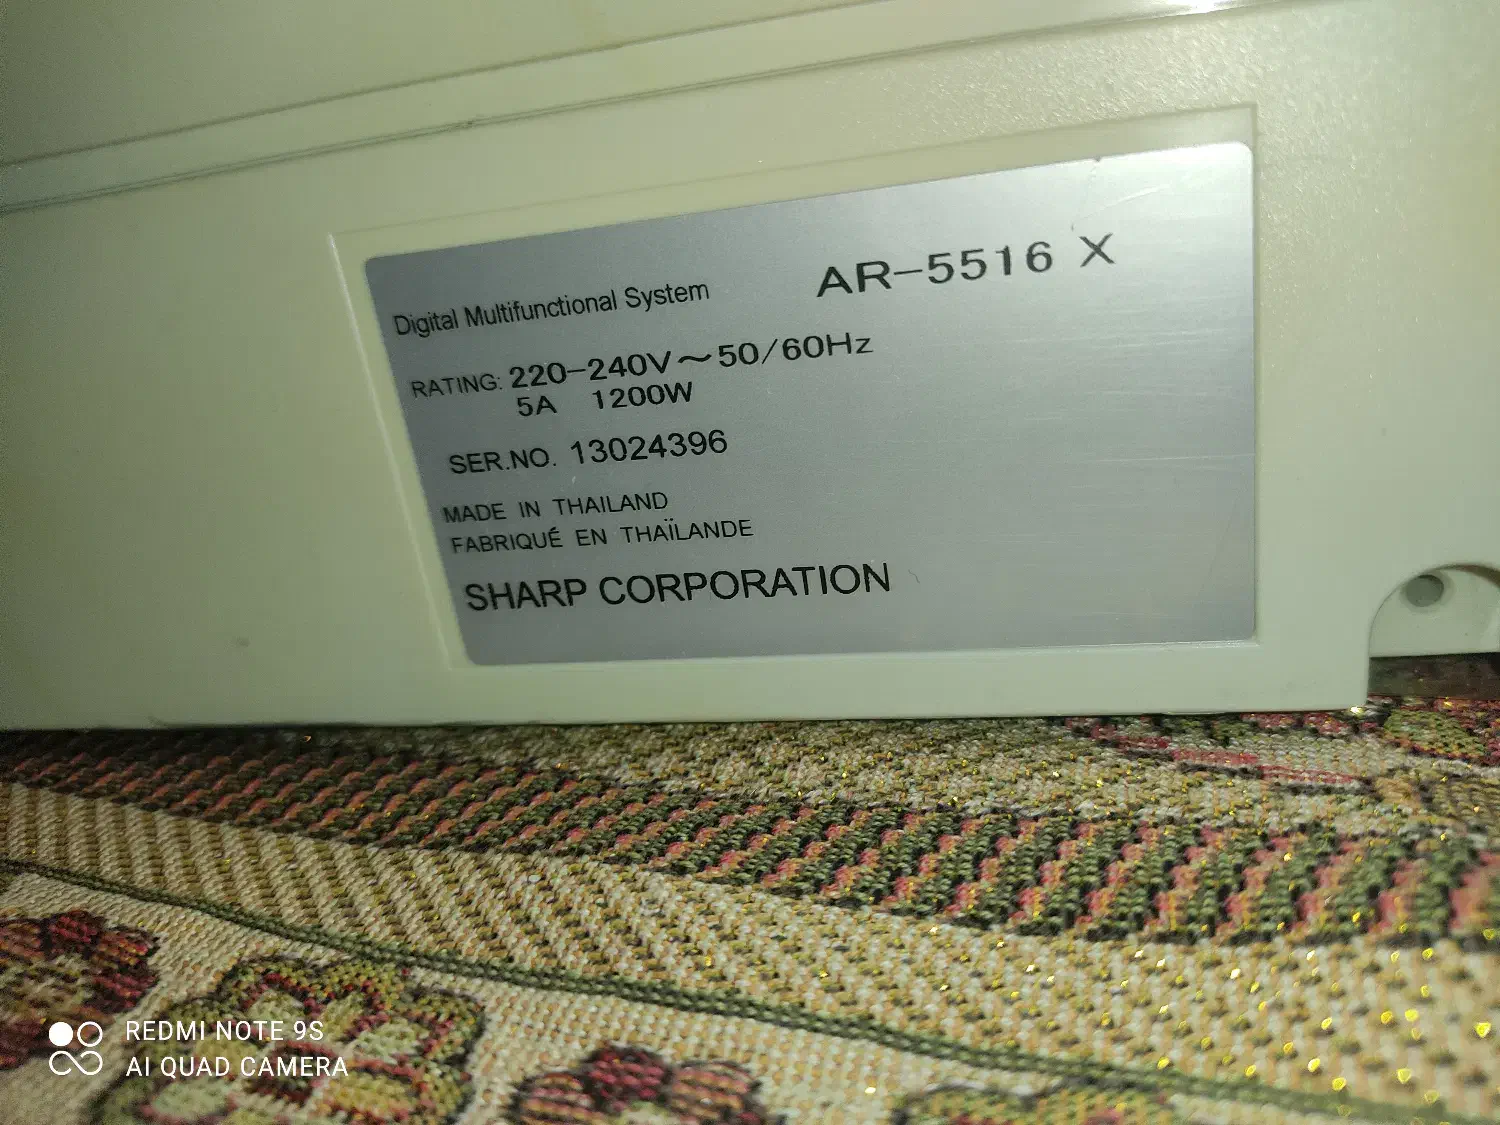 Digital Multifunctional System AR-5516 X
RATING: 220-240V～50/60Hz
5A 1200W
SER.NO. 13024396
MADE IN THAILAND
FABRIQUÉ EN THAÏLANDE
SHARP CORPORATION
REDMI NOTE 9S
AI QUAD CAMERA